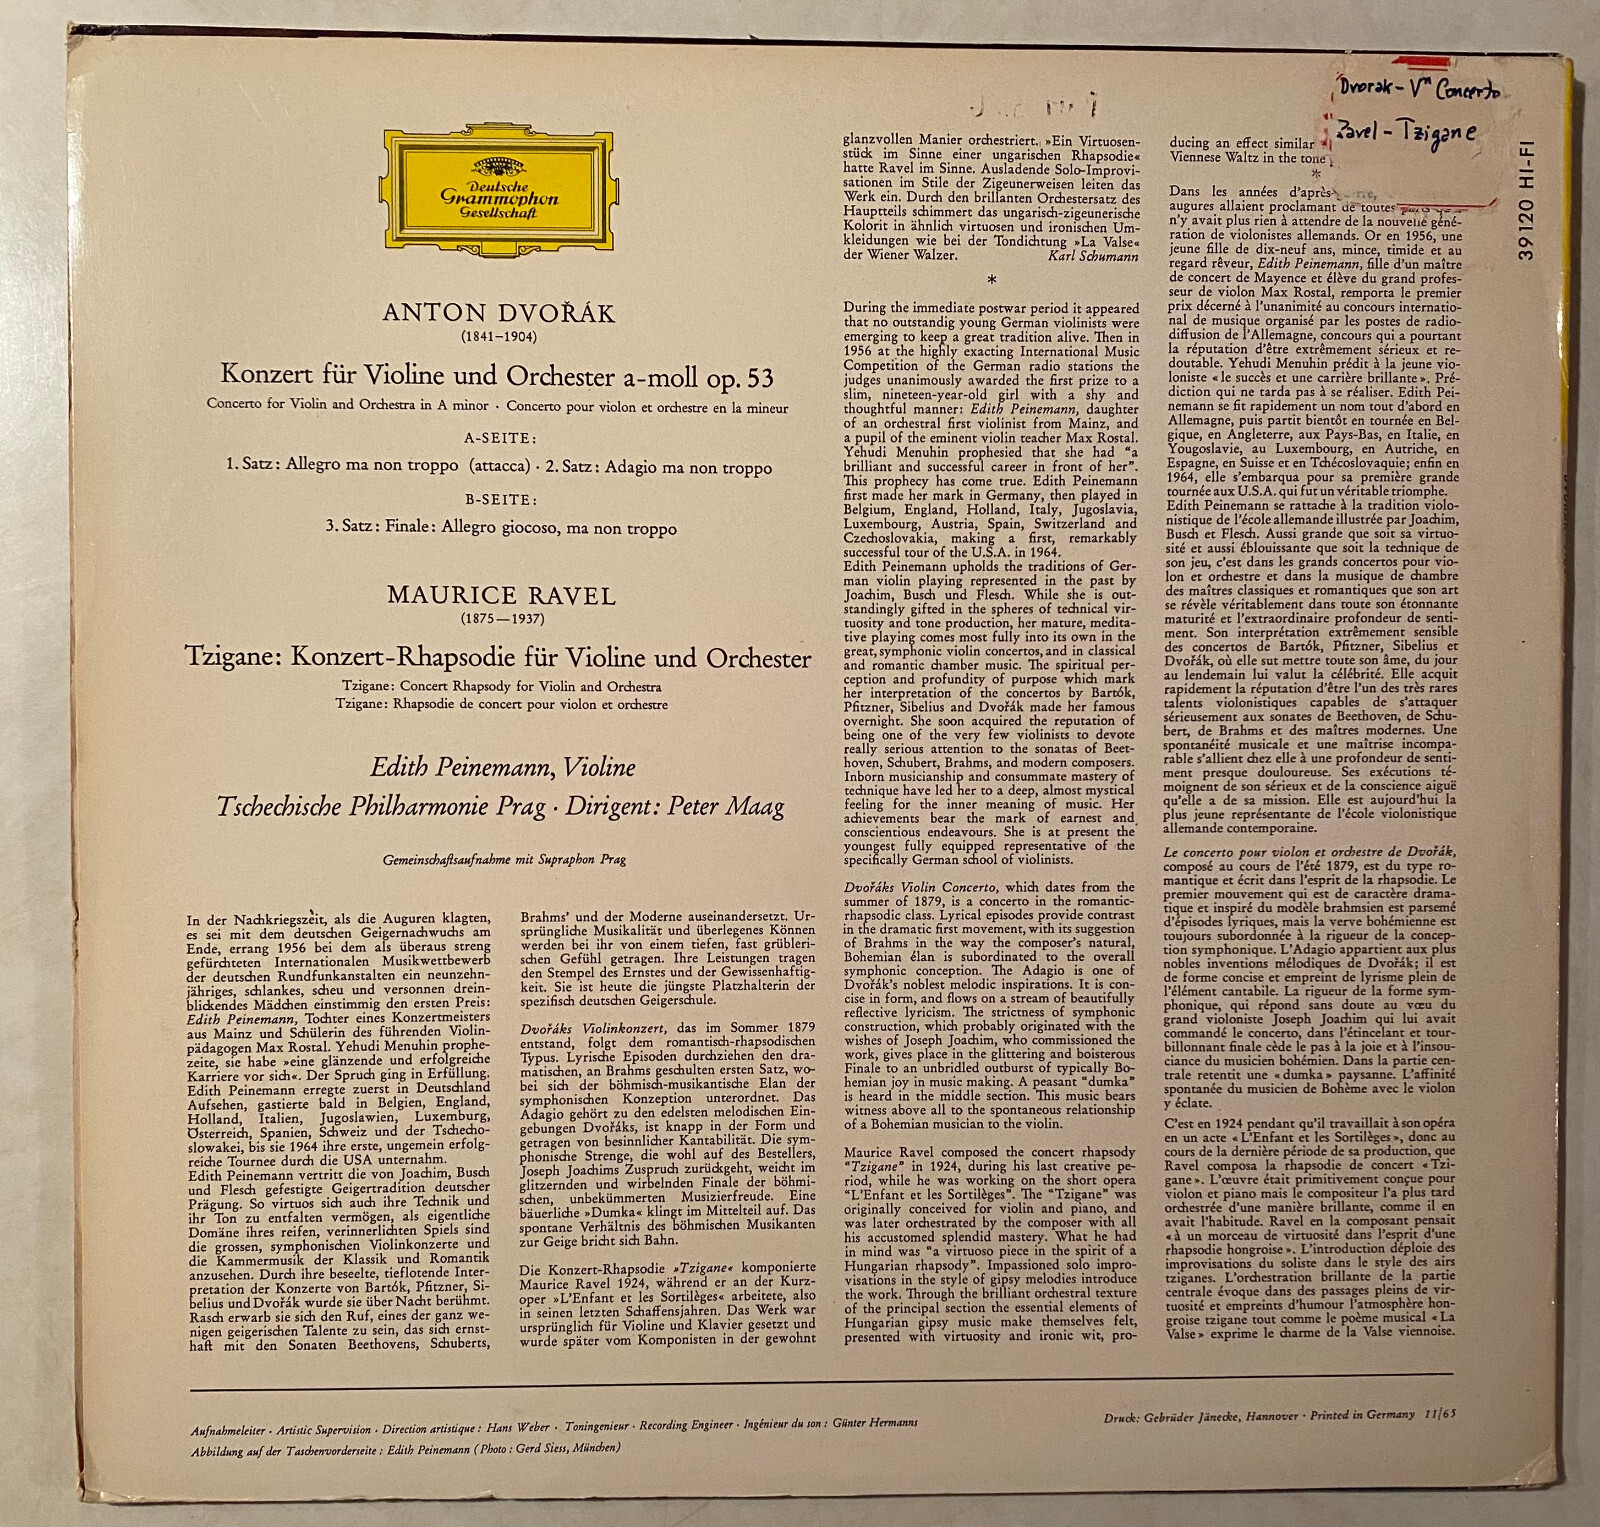 Dvorak - Vn Concerto
Ravel - Tzigane
39120 HI-FI
Deutsche
Grammophon
Gesellschaft
ANTON DVOŘÁK
(1841–1904)
Konzert für Violine und Orchester a-moll op. 53
Concerto for Violin and Orchestra in A minor · Concerto pour violon et orchestre en la mineur
A-SEITE:
1. Satz: Allegro ma non troppo (attacca) · 2. Satz: Adagio ma non troppo
B-SEITE:
3. Satz: Finale: Allegro giocoso, ma non troppo
MAURICE RAVEL
(1875—1937)
Tzigane: Konzert-Rhapsodie für Violine und Orchester
Tzigane: Concert Rhapsody for Violin and Orchestra
Tzigane: Rhapsodie de concert pour violon et orchestre
Edith Peinemann, Violine
Tschechische Philharmonie Prag · Dirigent: Peter Maag
Gemeinschaftsaufnahme mit Supraphon Prag
In der Nachkriegszeit, als die Auguren klagten,
es sei mit dem deutschen Geigernachwuchs am
Ende, errang 1956 bei dem als überaus streng
gefürchteten Internationalen Musikwettbewerb
der deutschen Rundfunkanstalten ein neunzehn-
jähriges, schlankes, scheu und versonnen drein-
blickendes Mädchen einstimmig den ersten Preis:
Edith Peinemann, Tochter eines Konzertmeisters
aus Mainz und Schülerin des führenden Violin-
pädagogen Max Rostal. Yehudi Menuhin prophe-
zeite, sie habe »eine glänzende und erfolgreiche
Karriere vor sich«. Der Spruch ging in Erfüllung.
Edith Peinemann erregte zuerst in Deutschland
Aufsehen, gastierte bald in Belgien, England,
Holland, Italien, Jugoslawien, Luxemburg,
Österreich, Spanien, Schweiz und der Tschecho-
slowakei, bis sie 1964 ihre erste, ungemein erfolg-
reiche Tournee durch die USA unternahm.
Edith Peinemann vertritt die von Joachim, Busch
und Flesch gefestigte Geigertradition deutscher
Prägung. So virtuos sich auch ihre Technik und
ihr Ton zu entfalten vermögen, als eigentliche
Domäne ihres reifen, verinnerlichten Spiels sind
die grossen, symphonischen Violinkonzerte und
die Kammermusik der Klassik und Romantik
anzusehen. Durch ihre beseelte, tieflotende Inter-
pretation der Konzerte von Bartók, Pfitzner, Si-
belius und Dvořák wurde sie über Nacht berühmt.
Rasch erwarb sie sich den Ruf, eines der ganz we-
nigen geigerischen Talente zu sein, das sich ernst-
haft mit den Sonaten Beethovens, Schuberts,
Brahms' und der Moderne auseinandersetzt. Ur-
sprüngliche Musikalität und überlegenes Können
werden bei ihr von einem tiefen, fast grübleri-
schen Gefühl getragen. Ihre Leistungen tragen
den Stempel des Ernstes und der Gewissenhaftig-
keit. Sie ist heute die jüngste Platzhalterin der
spezifisch deutschen Geigerschule.
Dvořáks Violinkonzert, das im Sommer 1879
entstand, folgt dem romantisch-rhapsodischen
Typus. Lyrische Episoden durchziehen den dra-
matischen, an Brahms geschulten ersten Satz, wo-
bei sich der böhmisch-musikantische Elan der
symphonischen Konzeption unterordnet. Das
Adagio gehört zu den edelsten melodischen Ein-
gebungen Dvořáks, ist knapp in der Form und
getragen von besinnlicher Kantabilität. Die sym-
phonische Strenge, die wohl auf des Bestellers,
Joseph Joachims Zuspruch zurückgeht, weicht im
glitzernden und wirbelnden Finale der böhmi-
schen, unbekümmerten Musizierfreude. Eine
bäuerliche »Dumka« klingt im Mittelteil auf. Das
spontane Verhältnis des böhmischen Musikanten
zur Geige bricht sich Bahn.
Die Konzert-Rhapsodie »Tzigane« komponierte
Maurice Ravel 1924, während er an der Kurz-
oper »L'Enfant et les Sortilèges« arbeitete, also
in seinen letzten Schaffensjahren. Das Werk war
ursprünglich für Violine und Klavier gesetzt und
wurde später vom Komponisten in der gewohnt
glanzvollen Manier orchestriert. »Ein Virtuosen-
stück im Sinne einer ungarischen Rhapsodie«
hatte Ravel im Sinne. Ausladende Solo-Improvi-
sationen im Stile der Zigeunerweisen leiten das
Werk ein. Durch den brillanten Orchestersatz des
Hauptteils schimmert das ungarisch-zigeunerische
Kolorit in ähnlich virtuosen und ironischen Um-
kleidungen wie bei der Tondichtung »La Valse«
der Wiener Walzer. Karl Schumann
*
During the immediate postwar period it appeared
that no outstandig young German violinists were
emerging to keep a great tradition alive. Then in
1956 at the highly exacting International Music
Competition of the German radio stations the
judges unanimously awarded the first prize to a
slim, nineteen-year-old girl with a shy and
thoughtful manner: Edith Peinemann, daughter
of an orchestral first violinist from Mainz, and
a pupil of the eminent violin teacher Max Rostal.
Yehudi Menuhin prophesied that she had "a
brilliant and successful career in front of her".
This prophecy has come true. Edith Peinemann
first made her mark in Germany, then played in
Belgium, England, Holland, Italy, Jugoslavia,
Luxembourg, Austria, Spain, Switzerland and
Czechoslovakia, making a first, remarkably
successful tour of the U.S.A. in 1964.
Edith Peinemann upholds the traditions of Ger-
man violin playing represented in the past by
Joachim, Busch und Flesch. While she is out-
standingly gifted in the spheres of technical vir-
tuosity and tone production, her mature, medita-
tive playing comes most fully into its own in the
great, symphonic violin concertos, and in classical
and romantic chamber music. The spiritual per-
ception and profundity of purpose which mark
her interpretation of the concertos by Bartók,
Pfitzner, Sibelius and Dvořák made her famous
overnight. She soon acquired the reputation of
being one of the very few violinists to devote
really serious attention to the sonatas of Beet-
hoven, Schubert, Brahms, and modern composers.
Inborn musicianship and consummate mastery of
technique have led her to a deep, almost mystical
feeling for the inner meaning of music. Her
achievements bear the mark of earnest and
conscientious endeavours. She is at present the
youngest fully equipped representative of the
specifically German school of violinists.
Dvořáks Violin Concerto, which dates from the
summer of 1879, is a concerto in the romantic-
rhapsodic class. Lyrical episodes provide contrast
in the dramatic first movement, with its suggestion
of Brahms in the way the composer's natural,
Bohemian élan is subordinated to the overall
symphonic conception. The Adagio is one of
Dvořák's noblest melodic inspirations. It is con-
cise in form, and flows on a stream of beautifully
reflective lyricism. The strictness of symphonic
construction, which probably originated with the
wishes of Joseph Joachim, who commissioned the
work, gives place in the glittering and boisterous
Finale to an unbridled outburst of typically Bo-
hemian joy in music making. A peasant "dumka"
is heard in the middle section. This music bears
witness above all to the spontaneous relationship
of a Bohemian musician to the violin.
Maurice Ravel composed the concert rhapsody
"Tzigane" in 1924, during his last creative pe-
riod, while he was working on the short opera
"L'Enfant et les Sortilèges". The "Tzigane" was
originally conceived for violin and piano, and
was later orchestrated by the composer with all
his accustomed splendid mastery. What he had
in mind was "a virtuoso piece in the spirit of a
Hungarian rhapsody". Impassioned solo impro-
visations in the style of gipsy melodies introduce
the work. Through the brilliant orchestral texture
of the principal section the essential elements of
Hungarian gipsy music make themselves felt,
presented with virtuosity and ironic wit, pro-
ducing an effect similar
Viennese Waltz in the tone
*
Dans les années d'après-
augures allaient proclamant de toutes
n'y avait plus rien à attendre de la nouvelle géné-
ration de violonistes allemands. Or en 1956, une
jeune fille de dix-neuf ans, mince, timide et au
regard rêveur, Edith Peinemann, fille d'un maître
de concert de Mayence et élève du grand profes-
seur de violon Max Rostal, remporta le premier
prix décerné à l'unanimité au concours internatio-
nal de musique organisé par les postes de radio-
diffusion de l'Allemagne, concours qui a pourtant
la réputation d'être extrêmement sérieux et re-
doutable. Yehudi Menuhin prédit à la jeune vio-
loniste « le succès et une carrière brillante ». Pré-
diction qui ne tarda pas à se réaliser. Edith Pei-
nemann se fit rapidement un nom tout d'abord en
Allemagne, puis partit bientôt en tournée en Bel-
gique, en Angleterre, aux Pays-Bas, en Italie, en
Yougoslavie, au Luxembourg, en Autriche, en
Espagne, en Suisse et en Tchécoslovaquie; enfin en
1964, elle s'embarqua pour sa première grande
tournée aux U.S.A. qui fut un véritable triomphe.
Edith Peinemann se rattache à la tradition violo-
nistique de l'école allemande illustrée par Joachim,
Busch et Flesch. Aussi grande que soit sa virtuo-
sité et aussi éblouissante que soit la technique de
son jeu, c'est dans les grands concertos pour vio-
lon et orchestre et dans la musique de chambre
des maîtres classiques et romantiques que son art
se révèle véritablement dans toute son étonnante
maturité et l'extraordinaire profondeur de senti-
ment. Son interprétation extrêmement sensible
des concertos de Bartók, Pfitzner, Sibelius et
Dvořák, où elle sut mettre toute son âme, du jour
au lendemain lui valut la célébrité. Elle acquit
rapidement la réputation d'être l'un des très rares
talents violonistiques capables de s'attaquer
sérieusement aux sonates de Beethoven, de Schu-
bert, de Brahms et des maîtres modernes. Une
spontanéité musicale et une maîtrise incompa-
rable s'allient chez elle à une profondeur de senti-
ment presque douloureuse. Ses exécutions té-
moignent de son sérieux et de la conscience aiguë
qu'elle a de sa mission. Elle est aujourd'hui la
plus jeune représentante de l'école violonistique
allemande contemporaine.
Le concerto pour violon et orchestre de Dvořák,
composé au cours de l'été 1879, est du type ro-
mantique et écrit dans l'esprit de la rhapsodie. Le
premier mouvement qui est de caractère drama-
tique et inspiré du modèle brahmsien est parsemé
d'épisodes lyriques, mais la verve bohémienne est
toujours subordonnée à la rigueur de la concep-
tion symphonique. L'Adagio appartient aux plus
nobles inventions mélodiques de Dvořák; il est
de forme concise et empreint de lyrisme plein de
l'élément cantabile. La rigueur de la forme sym-
phonique, qui répond sans doute au vœu du
grand violoniste Joseph Joachim qui lui avait
commandé le concerto, dans l'étincelant et tour-
billonnant finale cède le pas à la joie et à l'insou-
ciance du musicien bohémien. Dans la partie cen-
trale retentit une « dumka » paysanne. L'affinité
spontanée du musicien de Bohème avec le violon
y éclate.
C'est en 1924 pendant qu'il travaillait à son opéra
en un acte « L'Enfant et les Sortilèges », donc au
cours de la dernière période de sa production, que
Ravel composa la rhapsodie de concert « Tzi-
gane ». L'œuvre était primitivement conçue pour
violon et piano mais le compositeur l'a plus tard
orchestrée d'une manière brillante, comme il en
avait l'habitude. Ravel en la composant pensait
« à un morceau de virtuosité dans l'esprit d'une
rhapsodie hongroise ». L'introduction déploie des
improvisations du soliste dans le style des airs
tziganes. L'orchestration brillante de la partie
centrale évoque dans des passages pleins de vir-
tuosité et empreints d'humour l'atmosphère hon-
groise tzigane tout comme le poème musical « La
Valse » exprime le charme de la Valse viennoise.
Aufnahmeleiter · Artistic Supervision · Direction artistique: Hans Weber · Toningenieur · Recording Engineer · Ingénieur du son: Günter Hermanns
Abbildung auf der Taschenvorderseite: Edith Peinemann (Photo: Gerd Siess, München)
Druck: Gebrüder Jänecke, Hannover · Printed in Germany 11/65